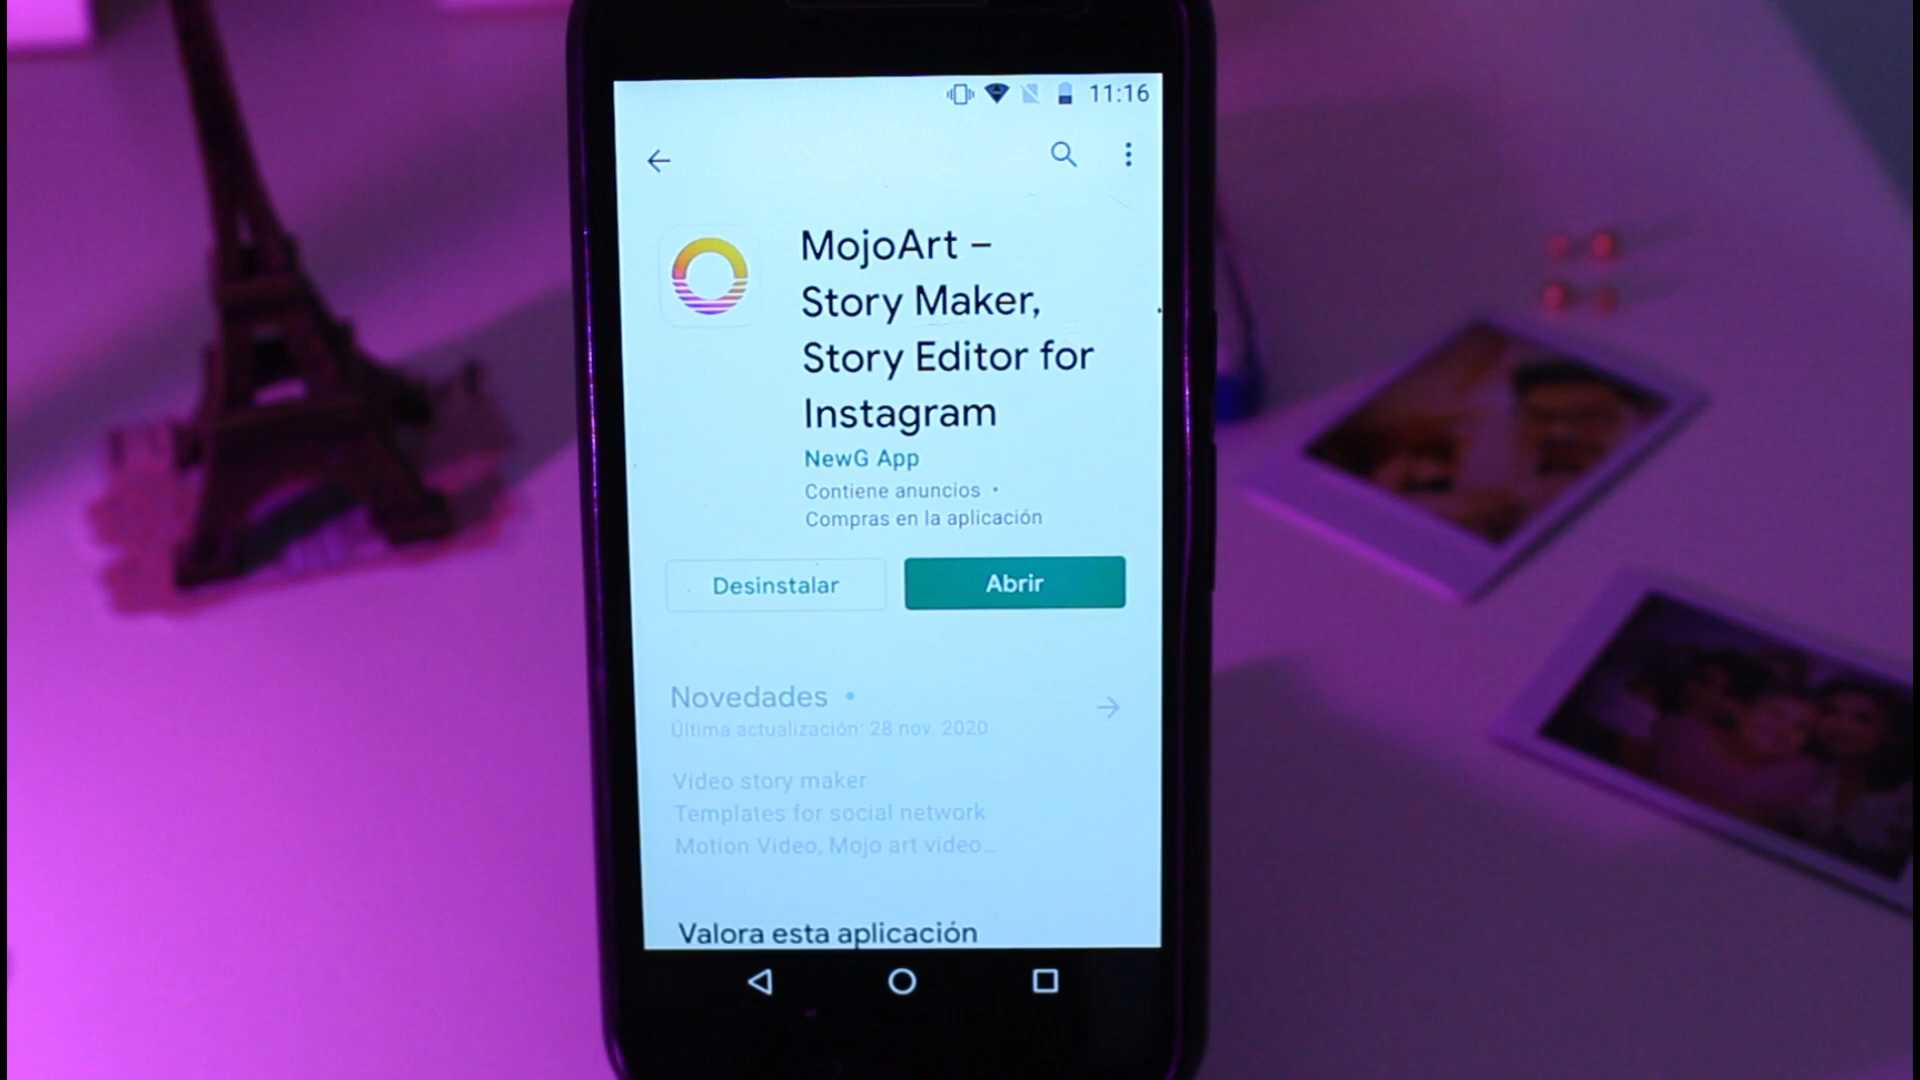 11:16
MojoArt –
Story Maker,
Story Editor for
Instagram
NewG App
Contiene anuncios •
Compras en la aplicación
Desinstalar
Abrir
Novedades •
Última actualización: 28 nov. 2020
Video story maker
Templates for social network
Motion Video, Mojo art video...
Valora esta aplicación